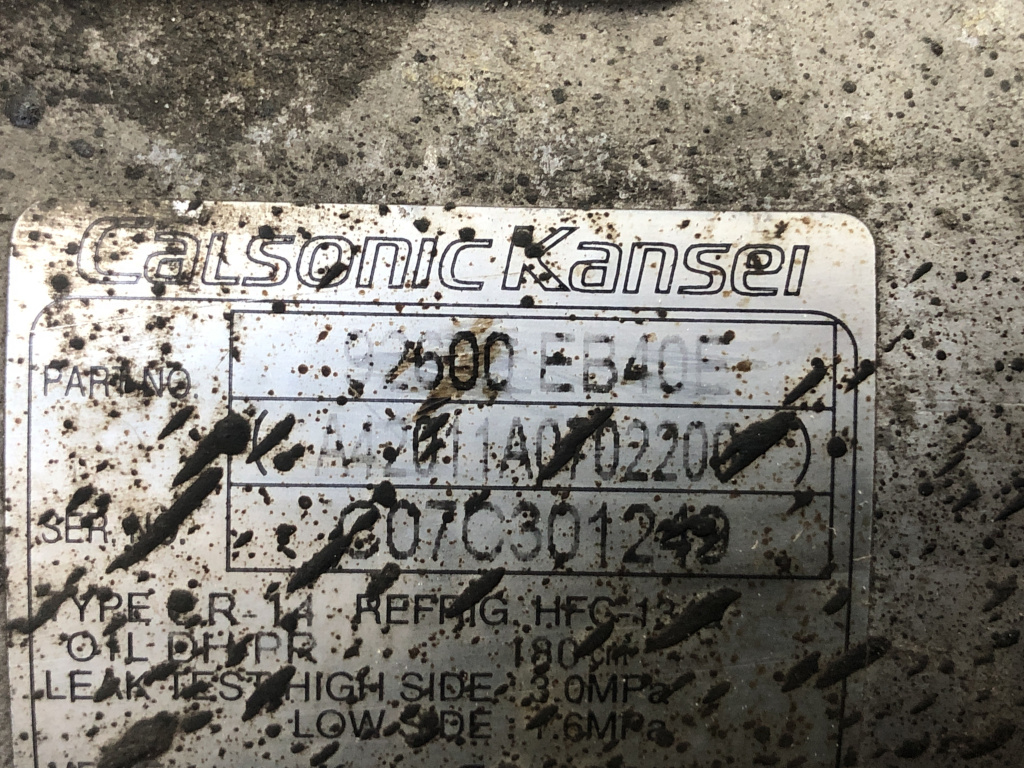 Calsonic Kansei
PART NO 92600 EB40E
(A42011A0702200)
SER. NO C07C301249
TYPE CR-14 REFRIG. HFC-134a
OIL DH-PR 180cm³
LEAK TEST HIGH SIDE 3.0MPa
LOW SIDE 1.6MPa